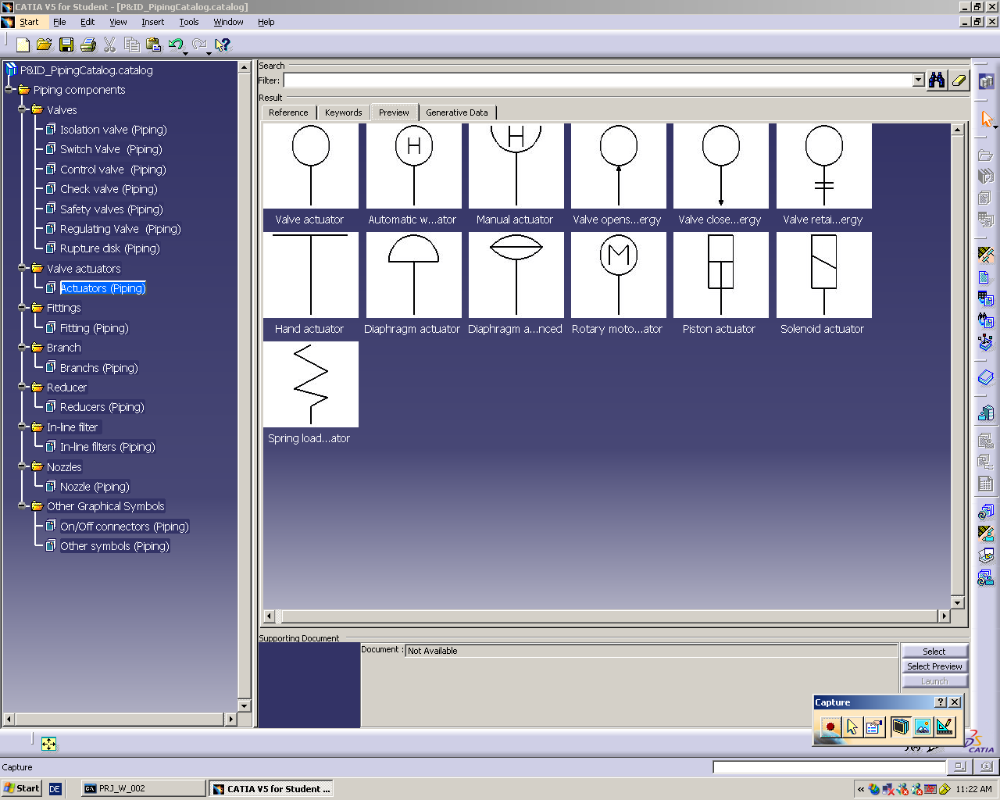 CATIA V5 for Student - [P&ID_PipingCatalog.catalog]
Start File Edit View Insert Tools Window Help
P&ID_PipingCatalog.catalog
Piping components
Valves
Isolation valve (Piping)
Switch Valve (Piping)
Control valve (Piping)
Check valve (Piping)
Safety valves (Piping)
Regulating Valve (Piping)
Rupture disk (Piping)
Valve actuators
Actuators (Piping)
Fittings
Fitting (Piping)
Branch
Branchs (Piping)
Reducer
Reducers (Piping)
In-line filter
In-line filters (Piping)
Nozzles
Nozzle (Piping)
Other Graphical Symbols
On/Off connectors (Piping)
Other symbols (Piping)
Search
Filter:
Result
Reference Keywords Preview Generative Data
H H
Valve actuator Automatic w...ator Manual actuator Valve opens...ergy Valve close...ergy Valve retai...ergy
M
Hand actuator Diaphragm actuator Diaphragm a...nced Rotary moto...ator Piston actuator Solenoid actuator
Spring load...ator
Supporting Document
Document : Not Available
Select
Select Preview
Launch
Capture
CATIA
Capture
Start DE PRJ_W_002 CATIA V5 for Student ... « 11:22 AM